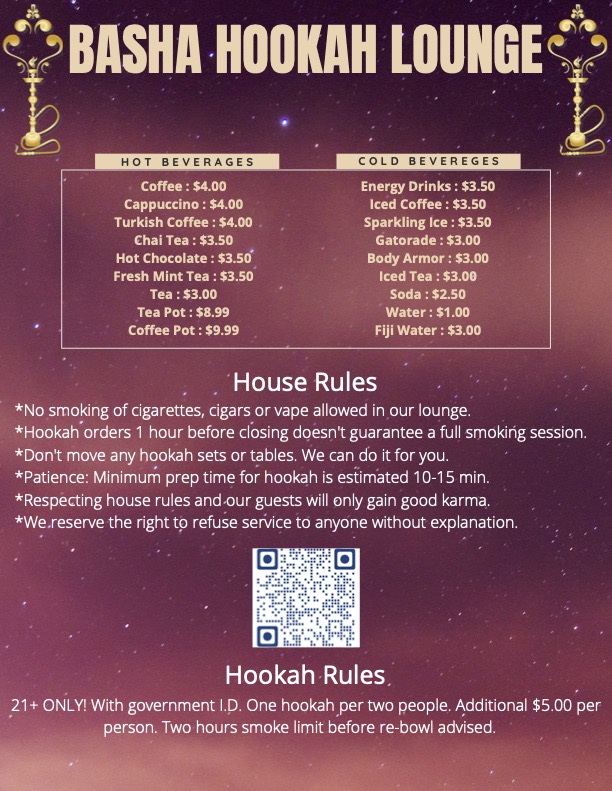 BASHA HOOKAH LOUNGE
HOT BEVERAGES
Coffee : $4.00
Cappuccino : $4.00
Turkish Coffee : $4.00
Chai Tea : $3.50
Hot Chocolate : $3.50
Fresh Mint Tea : $3.50
Tea : $3.00
Tea Pot : $8.99
Coffee Pot : $9.99
COLD BEVEREGES
Energy Drinks : $3.50
Iced Coffee : $3.50
Sparkling Ice : $3.50
Gatorade : $3.00
Body Armor : $3.00
Iced Tea : $3.00
Soda : $2.50
Water : $1.00
Fiji Water : $3.00
House Rules
*No smoking of cigarettes, cigars or vape allowed in our lounge.
*Hookah orders 1 hour before closing doesn't guarantee a full smoking session.
*Don't move any hookah sets or tables. We can do it for you.
*Patience: Minimum prep time for hookah is estimated 10-15 min.
*Respecting house rules and our guests will only gain good karma.
*We reserve the right to refuse service to anyone without explanation.
Hookah Rules
21+ ONLY! With government I.D. One hookah per two people. Additional $5.00 per
person. Two hours smoke limit before re-bowl advised.